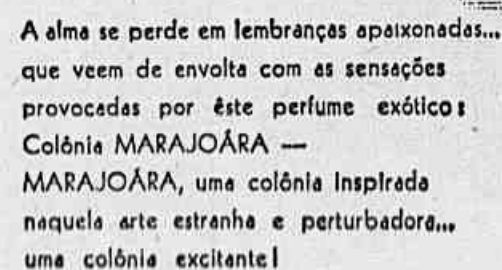 A alma se perde em lembranças apaixonadas...
que veem de envolta com as sensações
provocadas por êste perfume exótico:
Colônia MARAJOÁRA —
MARAJOÁRA, uma colônia inspirada
naquela arte estranha e perturbadora...
uma colônia excitante!